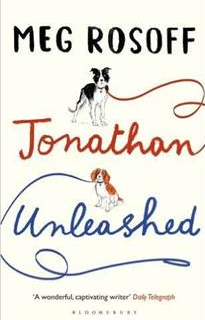 MEG ROSOFF
Jonathan
Unleashed
‘A wonderful, captivating writer’ Daily Telegraph
BLOOMSBURY